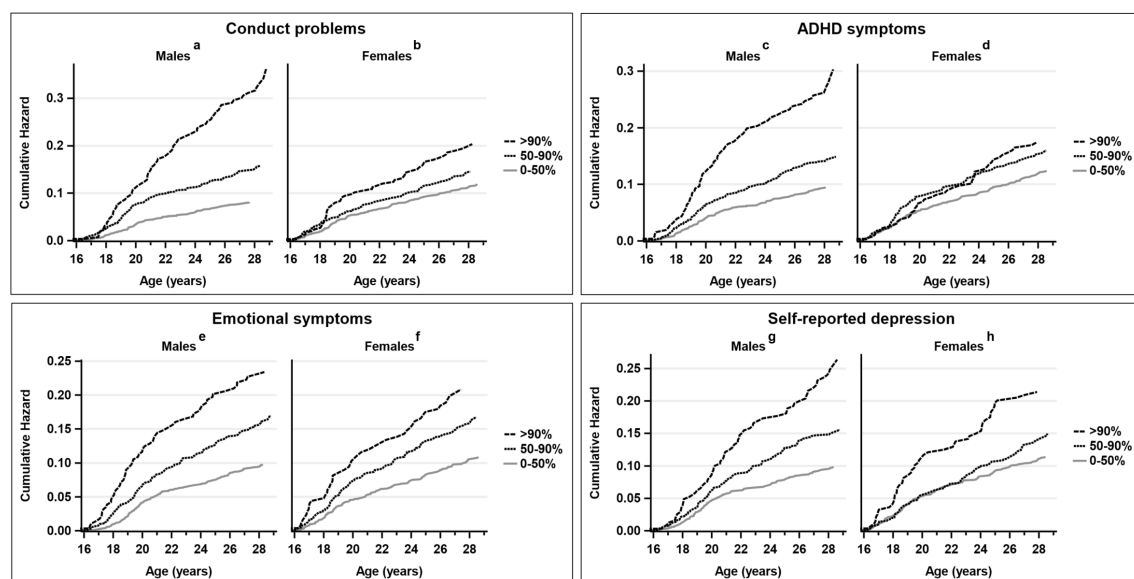 Conduct problems
a
Males
b
Females
Cumulative Hazard
0.3
0.2
0.1
0.0
16 18 20 22 24 26 28
16 18 20 22 24 26 28
Age (years)
Age (years)
>90%
50-90%
0-50%
ADHD symptoms
c
Males
d
Females
Cumulative Hazard
0.3
0.2
0.1
0.0
16 18 20 22 24 26 28
16 18 20 22 24 26 28
Age (years)
Age (years)
>90%
50-90%
0-50%
Emotional symptoms
e
Males
f
Females
Cumulative Hazard
0.25
0.20
0.15
0.10
0.05
0.00
16 18 20 22 24 26 28
16 18 20 22 24 26 28
Age (years)
Age (years)
>90%
50-90%
0-50%
Self-reported depression
g
Males
h
Females
Cumulative Hazard
0.25
0.20
0.15
0.10
0.05
0.00
16 18 20 22 24 26 28
16 18 20 22 24 26 28
Age (years)
Age (years)
>90%
50-90%
0-50%